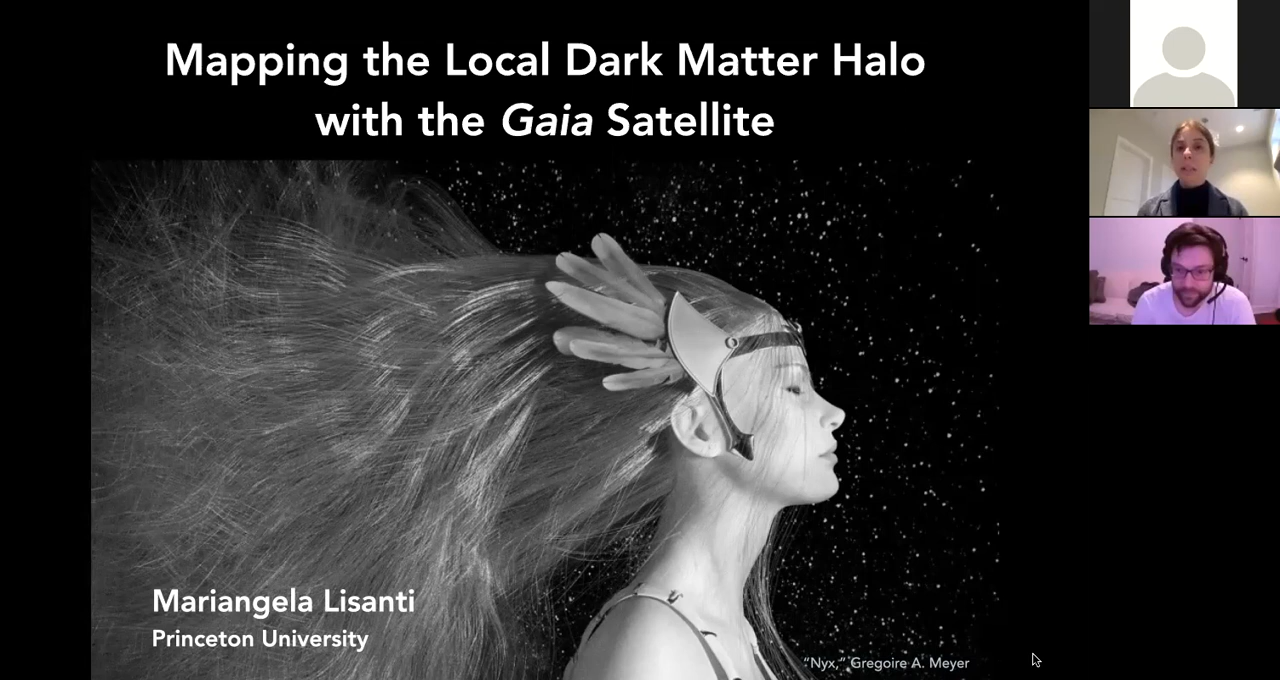 Mapping the Local Dark Matter Halo
with the Gaia Satellite
Mariangela Lisanti
Princeton University
“Nyx,” Gregoire A. Meyer